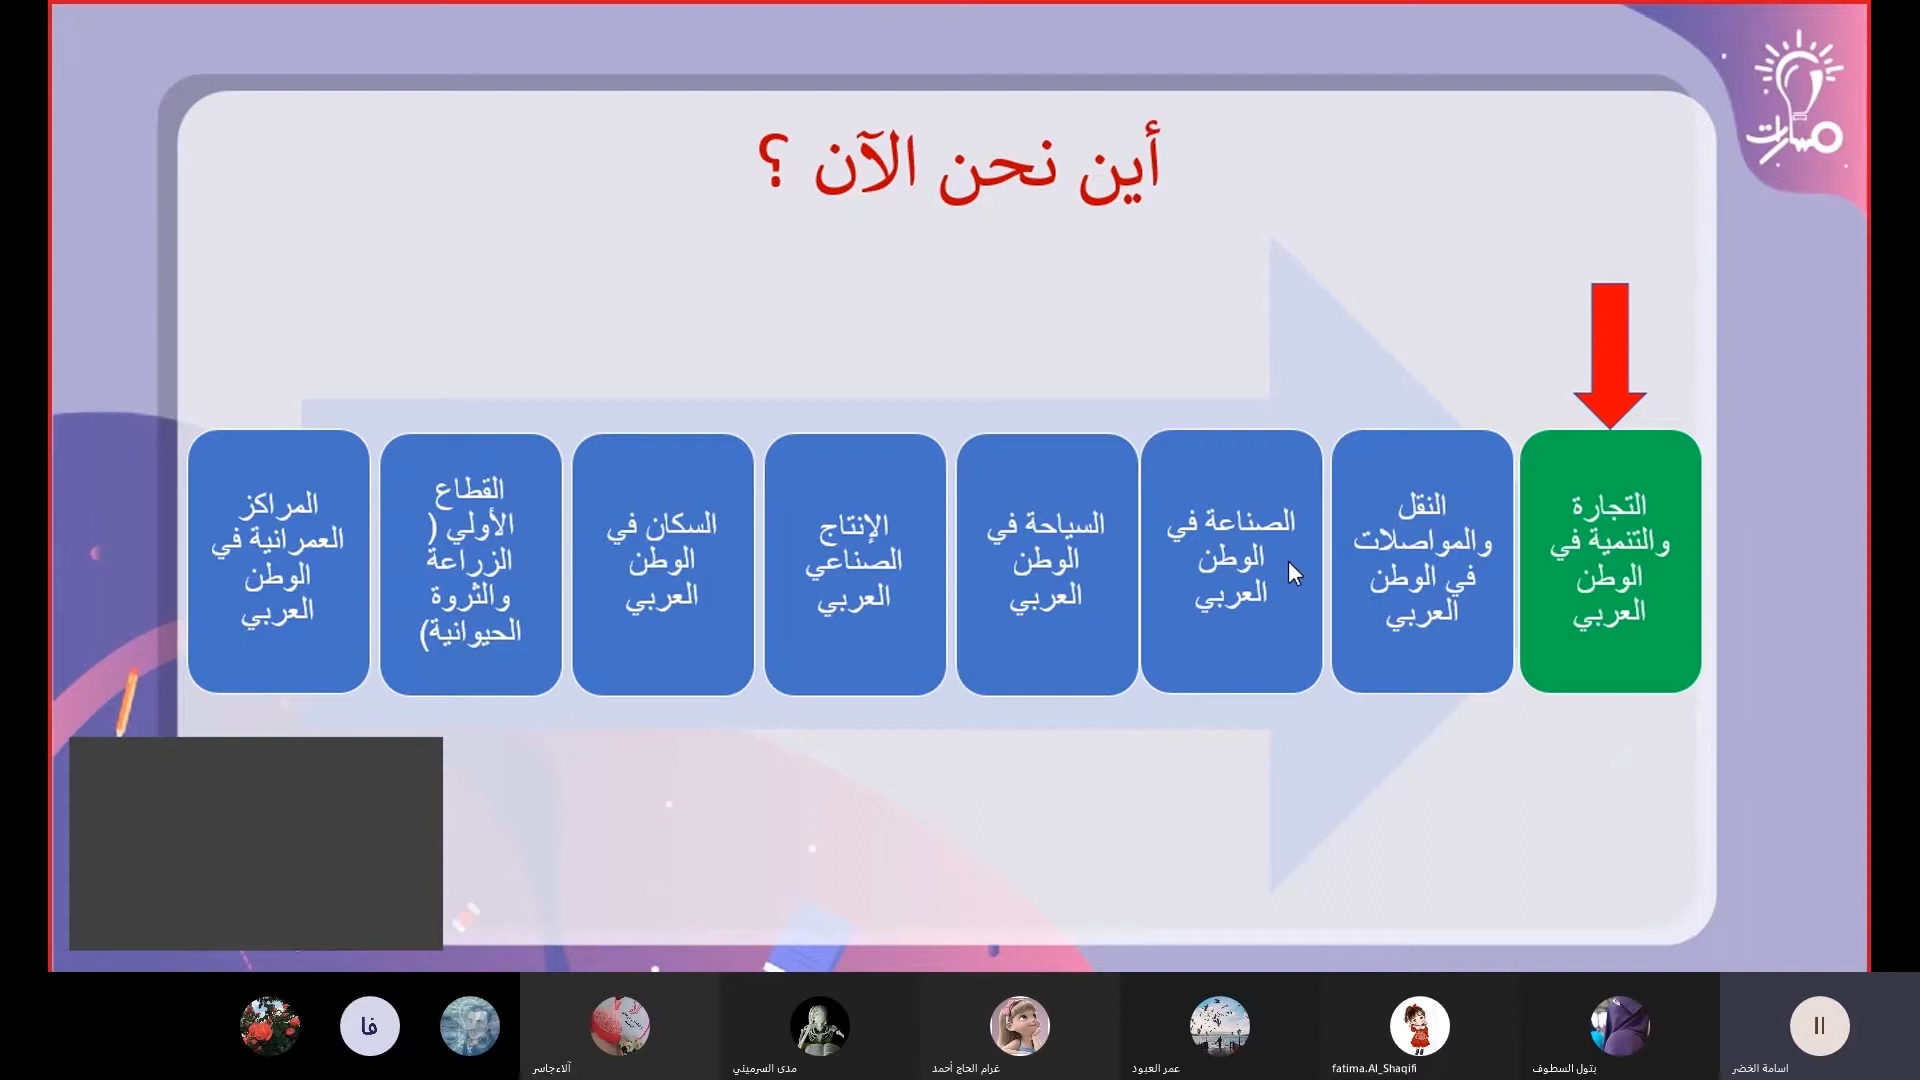 مسارات
أين نحن الآن ؟
التجارة
والتنمية في
الوطن
العربي
النقل
والمواصلات
في الوطن
العربي
الصناعة في
الوطن
العربي
السياحة في
الوطن
العربي
الإنتاج
الصناعي
العربي
السكان في
الوطن
العربي
القطاع
الأولي (
الزراعة
والثروة
الحيوانية)
المراكز
العمرانية في
الوطن
العربي
اسامة الخضر
بتول السطوف
fatima.Al_Shaqifi
عمر العبود
غرام الحاج أحمد
مدى السرميني
آلاءجاسر
فا